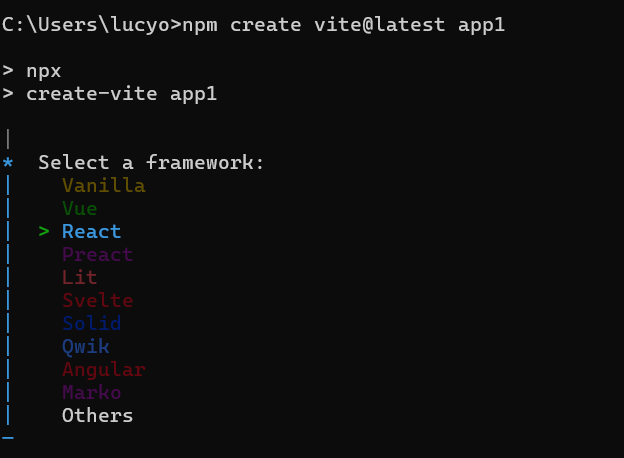 C:\Users\lucyo>npm create vite@latest app1
> npx
> create-vite app1
|
*  Select a framework:
|    Vanilla
|    Vue
|  > React
|    Preact
|    Lit
|    Svelte
|    Solid
|    Qwik
|    Angular
|    Marko
|    Others
—